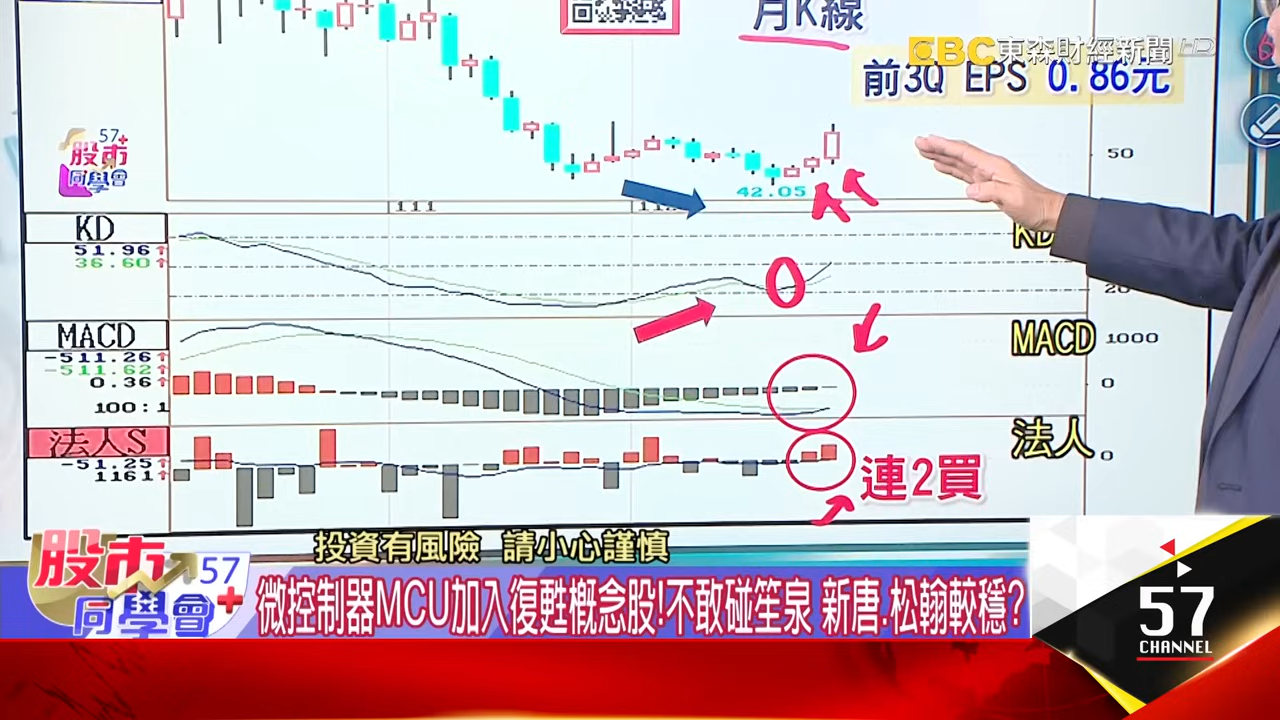 月K線
EBC 東森財經新聞 HD
前3Q EPS 0.86元
57+
股市
同學會
50
42.05
111
KD
51.96↑
36.60↑
KD
20
MACD
-511.26↑
-511.62↑
0.36↑
100:1
MACD
1000
0
法人S
-51.25↑
1161↑
法人
0
連2買
投資有風險 請小心謹慎
股市
57+
同學會
微控制器MCU加入復甦概念股!不敢碰笙泉 新唐.松翰較穩?
57
CHANNEL